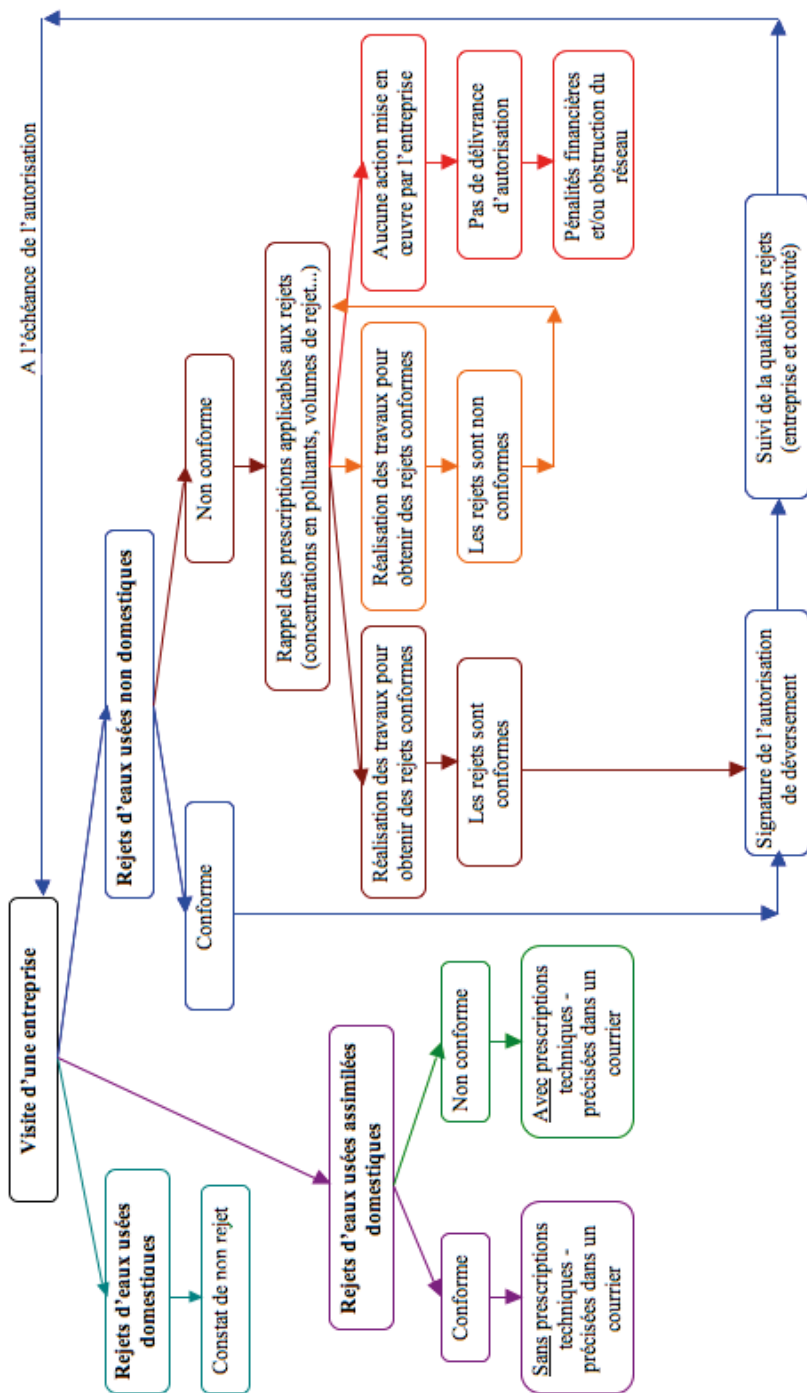 A l'échéance de l'autorisation
Visite d'une entreprise
Rejets d'eaux usées
domestiques
Constat de non rejet
Rejets d'eaux usées assimilées
domestiques
Conforme
Sans prescriptions
techniques -
précisées dans un
courrier
Non conforme
Avec prescriptions
techniques -
précisées dans un
courrier
Rejets d'eaux usées non domestiques
Conforme
Non conforme
Rappel des prescriptions applicables aux rejets
(concentrations en polluants, volumes de rejet...)
Réalisation des travaux pour
obtenir des rejets conformes
Les rejets sont
conformes
Réalisation des travaux pour
obtenir des rejets conformes
Les rejets sont non
conformes
Aucune action mise en
œuvre par l'entreprise
Pas de délivrance
d'autorisation
Pénalités financières
et/ou obstruction du
réseau
Signature de l'autorisation
de déversement
Suivi de la qualité des rejets
(entreprise et collectivité)